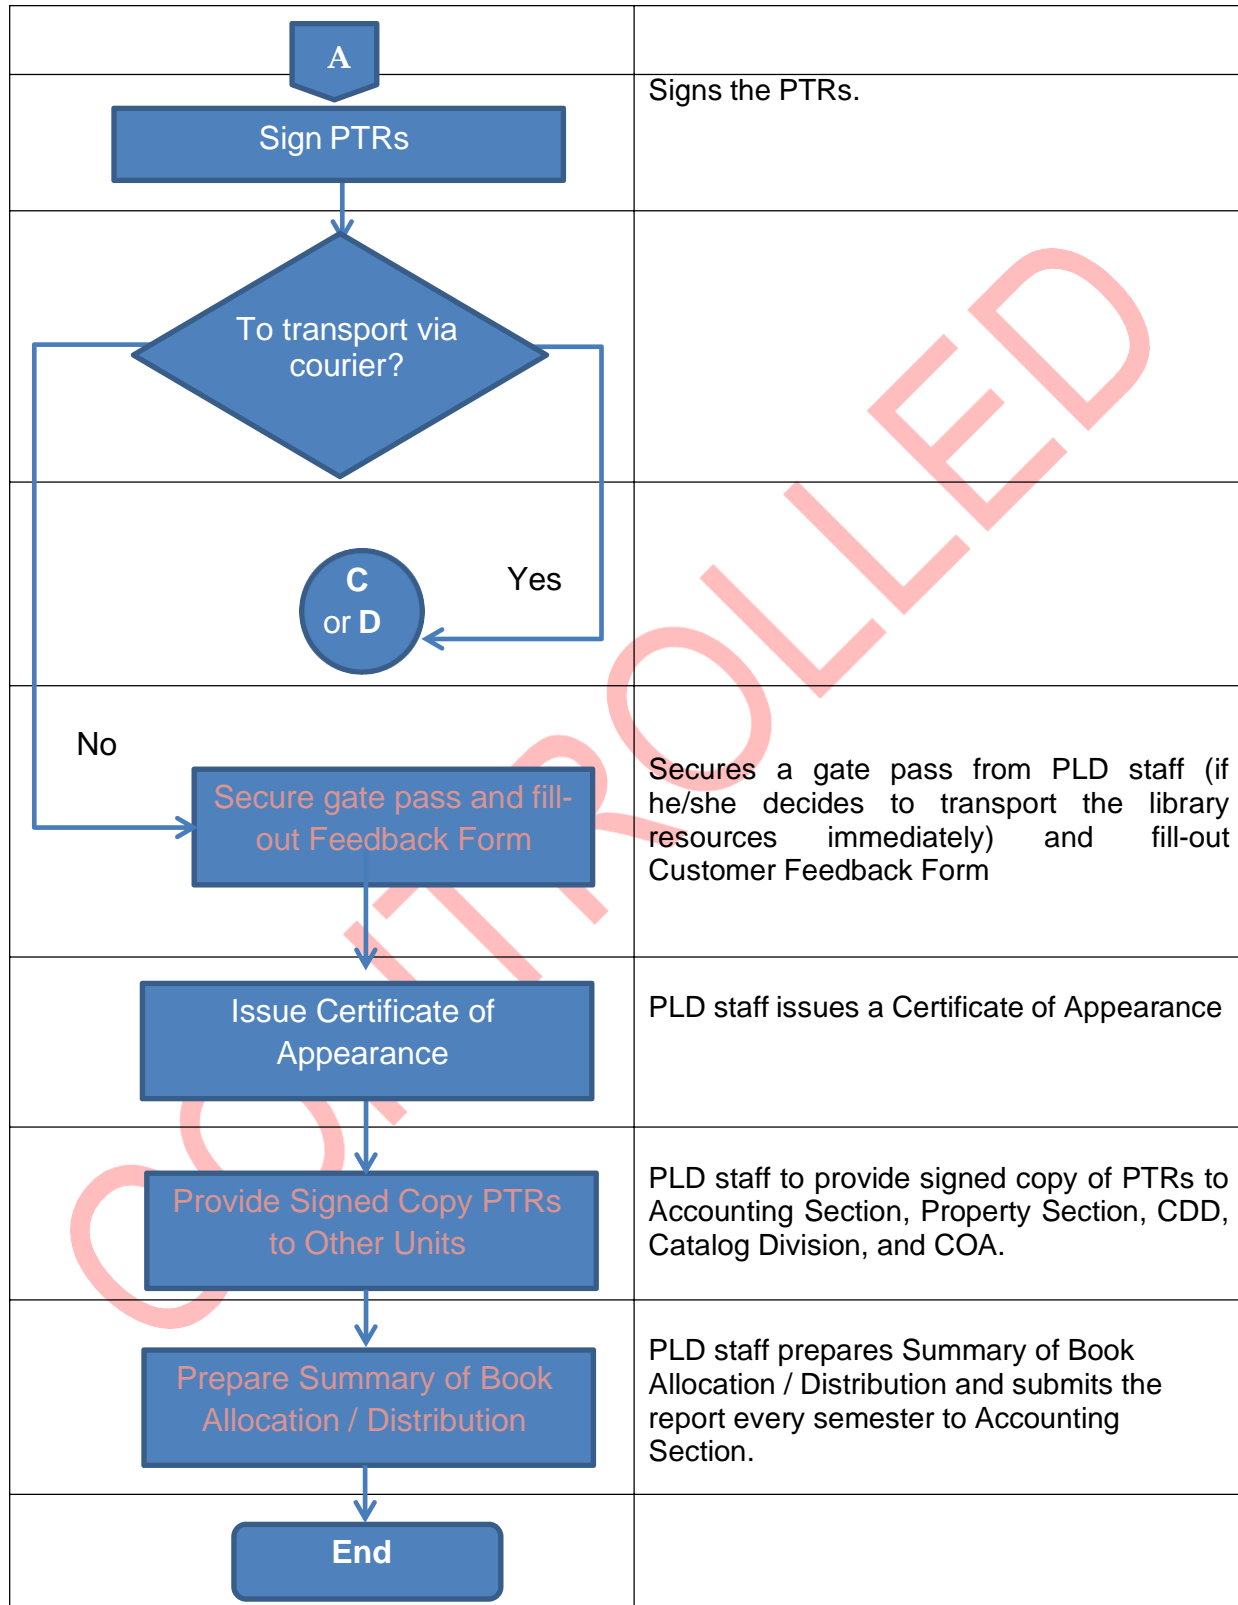 A
Sign PTRs
Signs the PTRs.
To transport via
courier?
C
or D
Yes
No
Secure gate pass and fill-
out Feedback Form
Secures a gate pass from PLD staff (if
he/she decides to transport the library
resources immediately) and fill-out
Customer Feedback Form
Issue Certificate of
Appearance
PLD staff issues a Certificate of Appearance
Provide Signed Copy PTRs
to Other Units
PLD staff to provide signed copy of PTRs to
Accounting Section, Property Section, CDD,
Catalog Division, and COA.
Prepare Summary of Book
Allocation / Distribution
PLD staff prepares Summary of Book
Allocation / Distribution and submits the
report every semester to Accounting
Section.
End
CONTROLLED